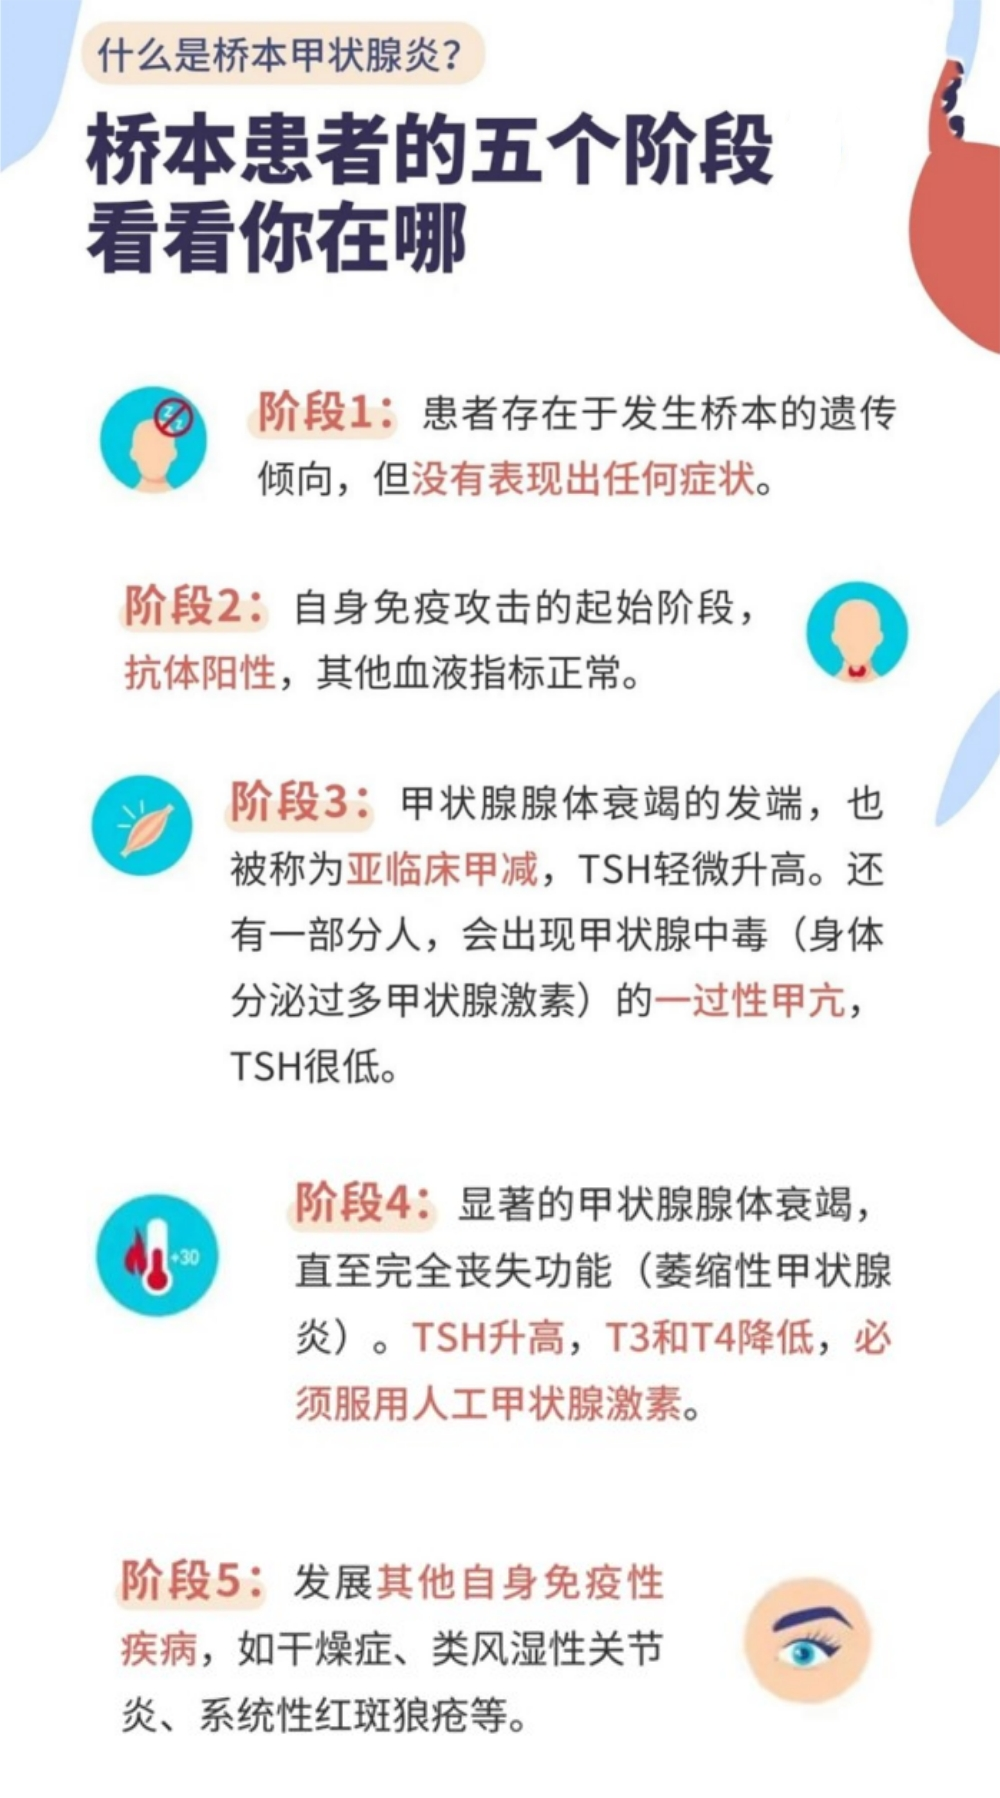 什么是桥本甲状腺炎？
桥本患者的五个阶段
看看你在哪
阶段1：患者存在于发生桥本的遗传
倾向，但没有表现出任何症状。
阶段2：自身免疫攻击的起始阶段，
抗体阳性，其他血液指标正常。
阶段3：甲状腺腺体衰竭的发端，也
被称为亚临床甲减，TSH轻微升高。还
有一部分人，会出现甲状腺中毒（身体
分泌过多甲状腺激素）的一过性甲亢，
TSH很低。
阶段4：显著的甲状腺腺体衰竭，
直至完全丧失功能（萎缩性甲状腺
炎）。TSH升高，T3和T4降低，必
须服用人工甲状腺激素。
+30
阶段5：发展其他自身免疫性
疾病，如干燥症、类风湿性关节
炎、系统性红斑狼疮等。